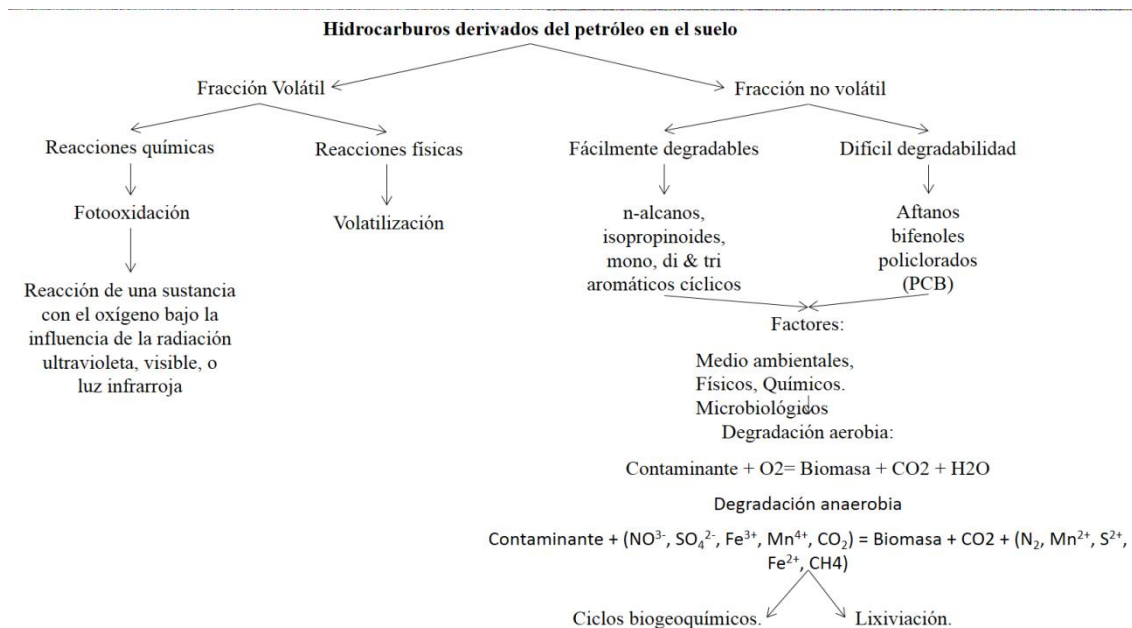 Hidrocarburos derivados del petróleo en el suelo
Fracción Volátil
Fracción no volátil
Reacciones químicas
Reacciones físicas
Fácilmente degradables
Difícil degradabilidad
Fotooxidación
Volatilización
n-alcanos,
isopropinoides,
mono, di & tri
aromáticos cíclicos
Aftanos
bifenoles
policlorados
(PCB)
Reacción de una sustancia
con el oxígeno bajo la
influencia de la radiación
ultravioleta, visible, o
luz infrarroja
Factores:
Medio ambientales,
Físicos, Químicos.
Microbiológicos
Degradación aerobia:
Contaminante + O2= Biomasa + CO2 + H2O
Degradación anaerobia
Contaminante + (NO³⁻, SO₄²⁻, Fe³⁺, Mn⁴⁺, CO₂) = Biomasa + CO2 + (N₂, Mn²⁺, S²⁺,
Fe²⁺, CH4)
Ciclos biogeoquímicos.
Lixiviación.